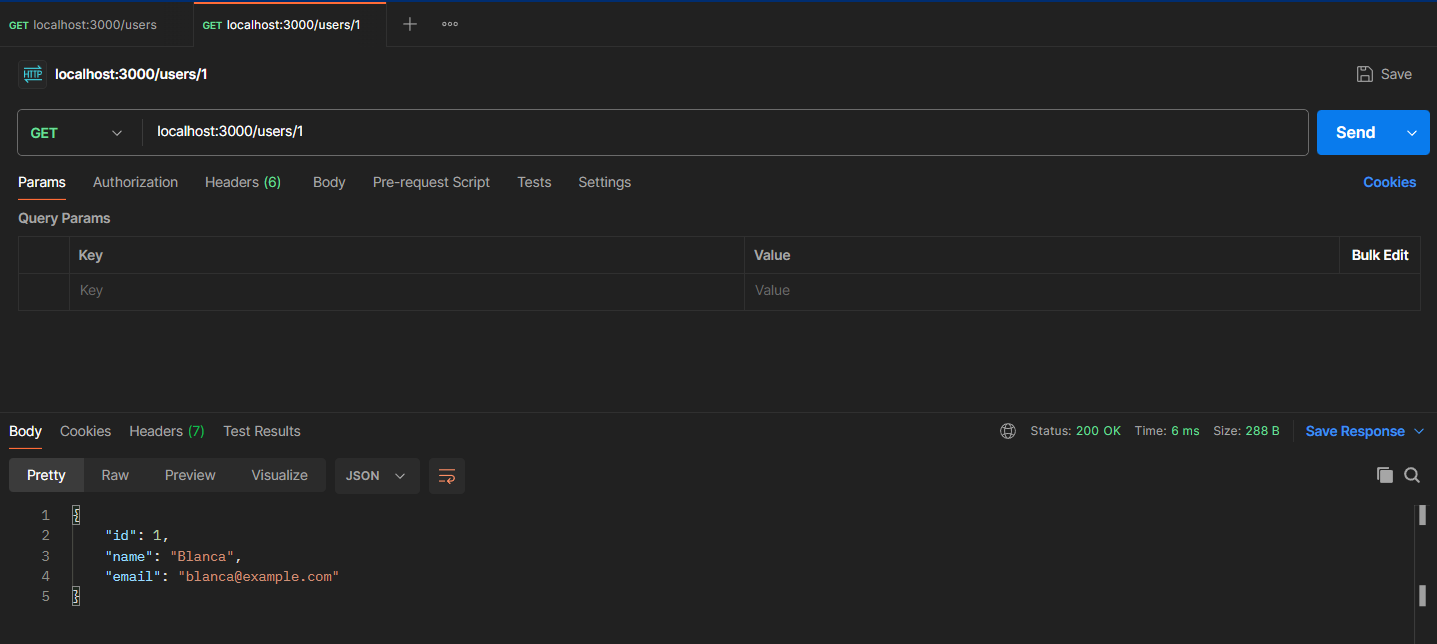 GET localhost:3000/users GET localhost:3000/users/1
HTTP localhost:3000/users/1 Save
GET localhost:3000/users/1 Send
Params Authorization Headers (6) Body Pre-request Script Tests Settings Cookies
Query Params
Key Value Bulk Edit
Key Value
Body Cookies Headers (7) Test Results Status: 200 OK Time: 6 ms Size: 288 B Save Response
Pretty Raw Preview Visualize JSON
1 {
2 "id": 1,
3 "name": "Blanca",
4 "email": "blanca@example.com"
5 }